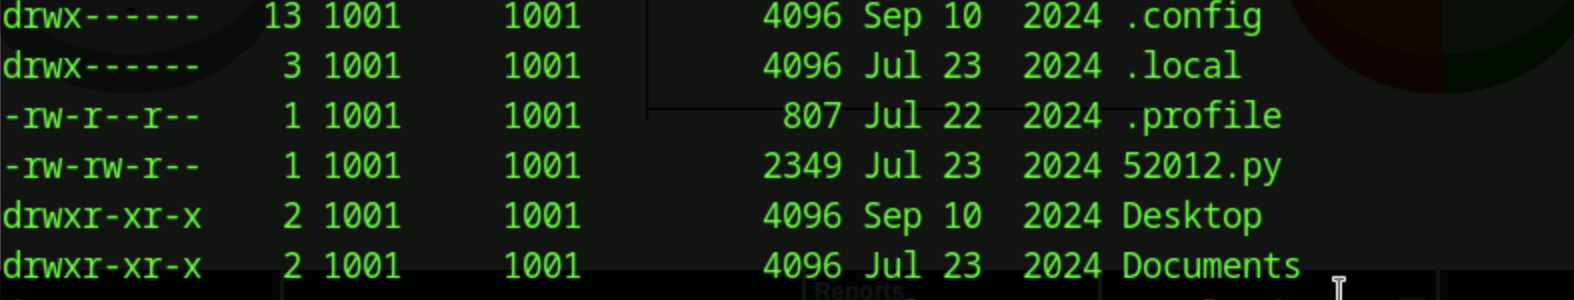 drwx------ 13 1001 1001 4096 Sep 10 2024 .config
drwx------ 3 1001 1001 4096 Jul 23 2024 .local
-rw-r--r-- 1 1001 1001 807 Jul 22 2024 .profile
-rw-rw-r-- 1 1001 1001 2349 Jul 23 2024 52012.py
drwxr-xr-x 2 1001 1001 4096 Sep 10 2024 Desktop
drwxr-xr-x 2 1001 1001 4096 Jul 23 2024 Documents
Reports